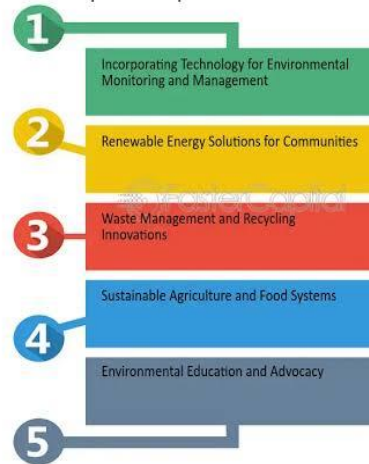 1
Incorporating Technology for Environmental
Monitoring and Management
2
Renewable Energy Solutions for Communities
FasterCapital
3
Waste Management and Recycling
Innovations
4
Sustainable Agriculture and Food Systems
Environmental Education and Advocacy
5